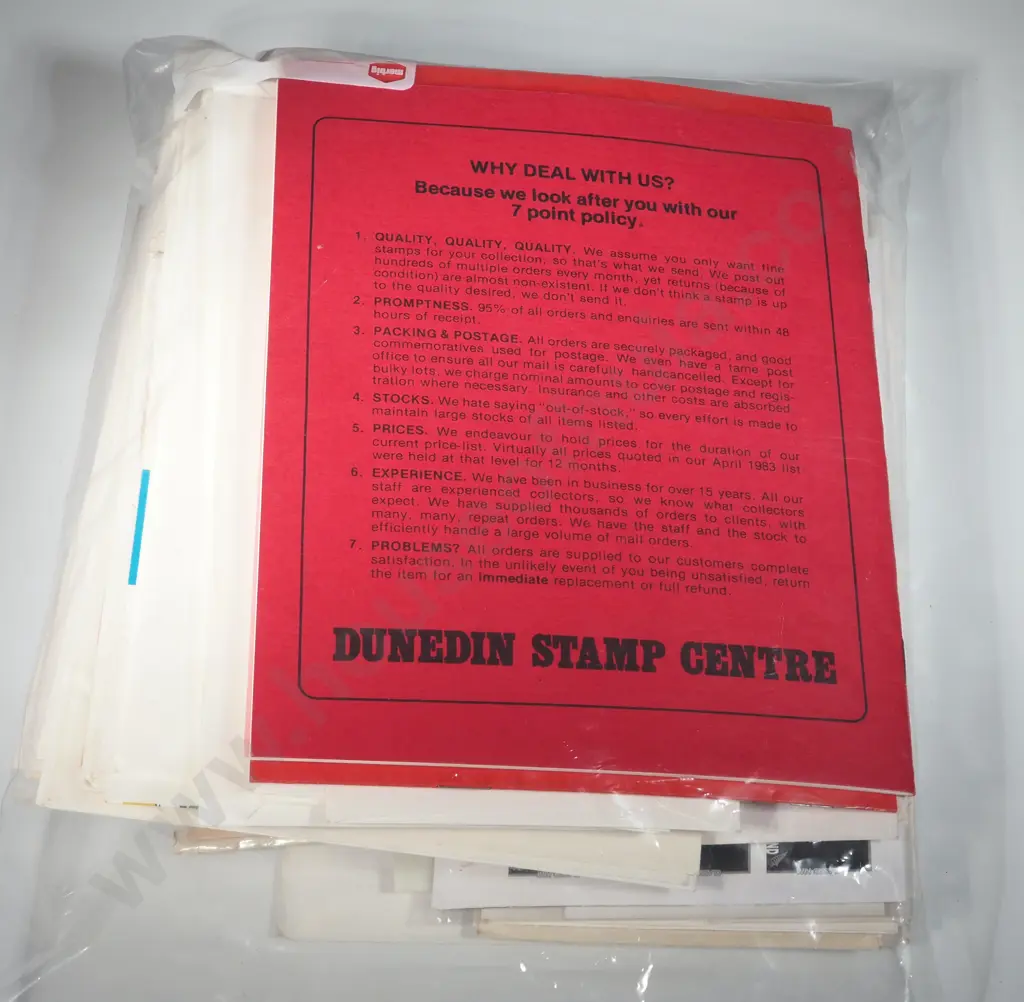 marbig
WHY DEAL WITH US?
Because we look after you with our
7 point policy.
1. QUALITY, QUALITY, QUALITY. We assume you only want fine
stamps for your collection, so that's what we send. We post out
hundreds of multiple orders every month, yet returns (because of
condition) are almost non-existent. If we don't think a stamp is up
to the quality desired, we don't send it.
2. PROMPTNESS. 95% of all orders and enquiries are sent within 48
hours of receipt.
3. PACKING & POSTAGE. All orders are securely packaged, and good
commemoratives used for postage. We even have a tame post
office to ensure all our mail is carefully handcancelled. Except for
bulky lots, we charge nominal amounts to cover postage and regis-
tration where necessary. Insurance and other costs are absorbed
4. STOCKS. We hate saying "out-of-stock," so every effort is made to
maintain large stocks of all items listed.
5. PRICES. We endeavour to hold prices for the duration of our
current price-list. Virtually all prices quoted in our April 1983 list
were held at that level for 12 months.
6. EXPERIENCE. We have been in business for over 15 years. All our
staff are experienced collectors, so we know what collectors
expect. We have supplied thousands of orders to clients, with
many, many, repeat orders. We have the staff and the stock to
efficiently handle a large volume of mail orders.
7. PROBLEMS? All orders are supplied to our customers complete
satisfaction. In the unlikely event of you being unsatisfied, return
the item for an immediate replacement or full refund.
DUNEDIN STAMP CENTRE